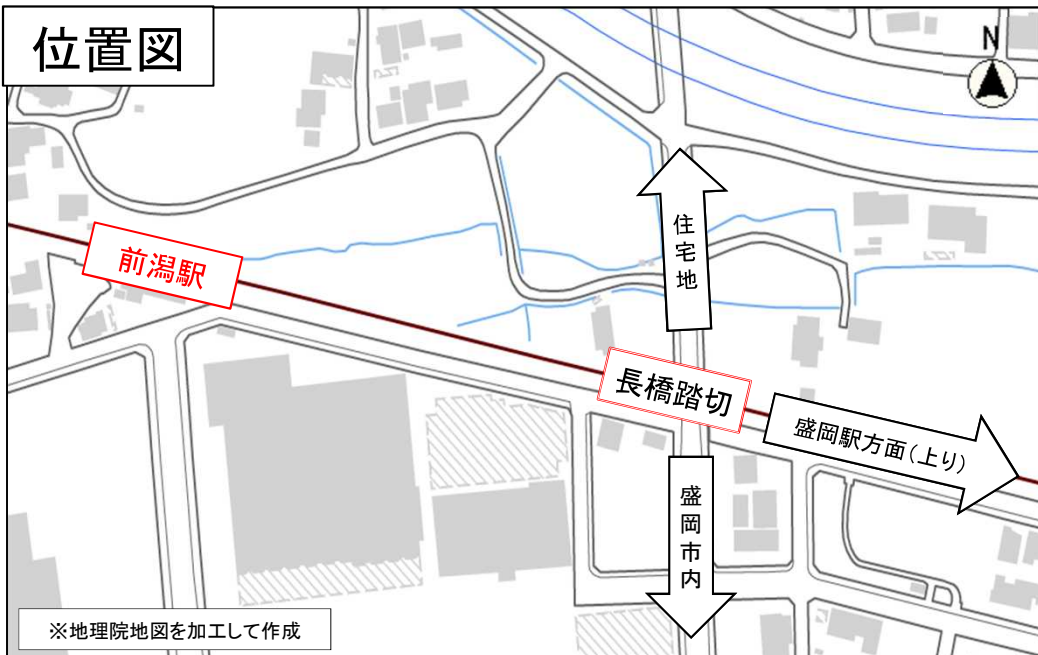 位置図
N
前潟駅
住宅地
長橋踏切
盛岡駅方面(上り)
盛岡市内
※地理院地図を加工して作成